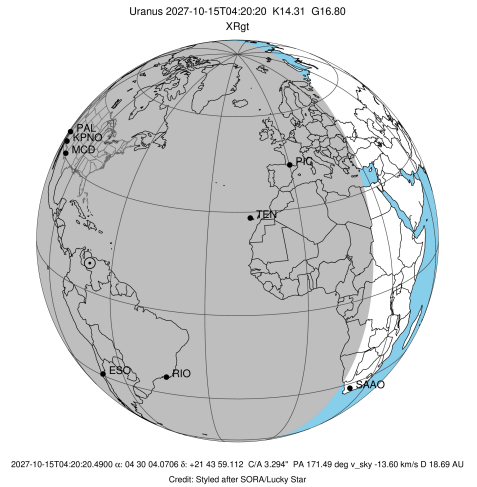 Uranus 2027-10-15T04:20:20 K14.31 G16.80
XRgt
PAL
KPNO
MCD
PIC
TEN
ESO
RIO
SAAO
2027-10-15T04:20:20.4900 α: 04 30 04.0706 δ: +21 43 59.112 C/A 3.294" PA 171.49 deg v_sky -13.60 km/s D 18.69 AU
Credit: Styled after SORA/Lucky Star